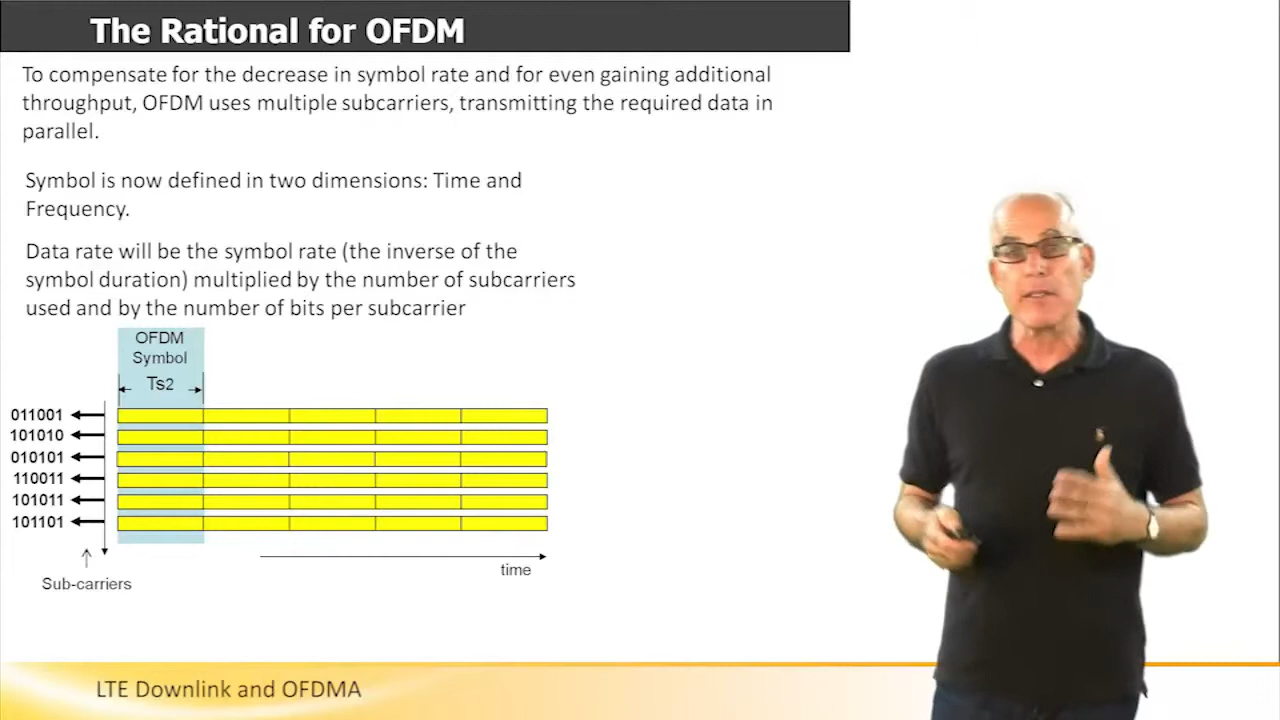 The Rational for OFDM
To compensate for the decrease in symbol rate and for even gaining additional
throughput, OFDM uses multiple subcarriers, transmitting the required data in
parallel.
Symbol is now defined in two dimensions: Time and
Frequency.
Data rate will be the symbol rate (the inverse of the
symbol duration) multiplied by the number of subcarriers
used and by the number of bits per subcarrier
OFDM
Symbol
Ts2
011001
101010
010101
110011
101011
101101
time
Sub-carriers
LTE Downlink and OFDMA